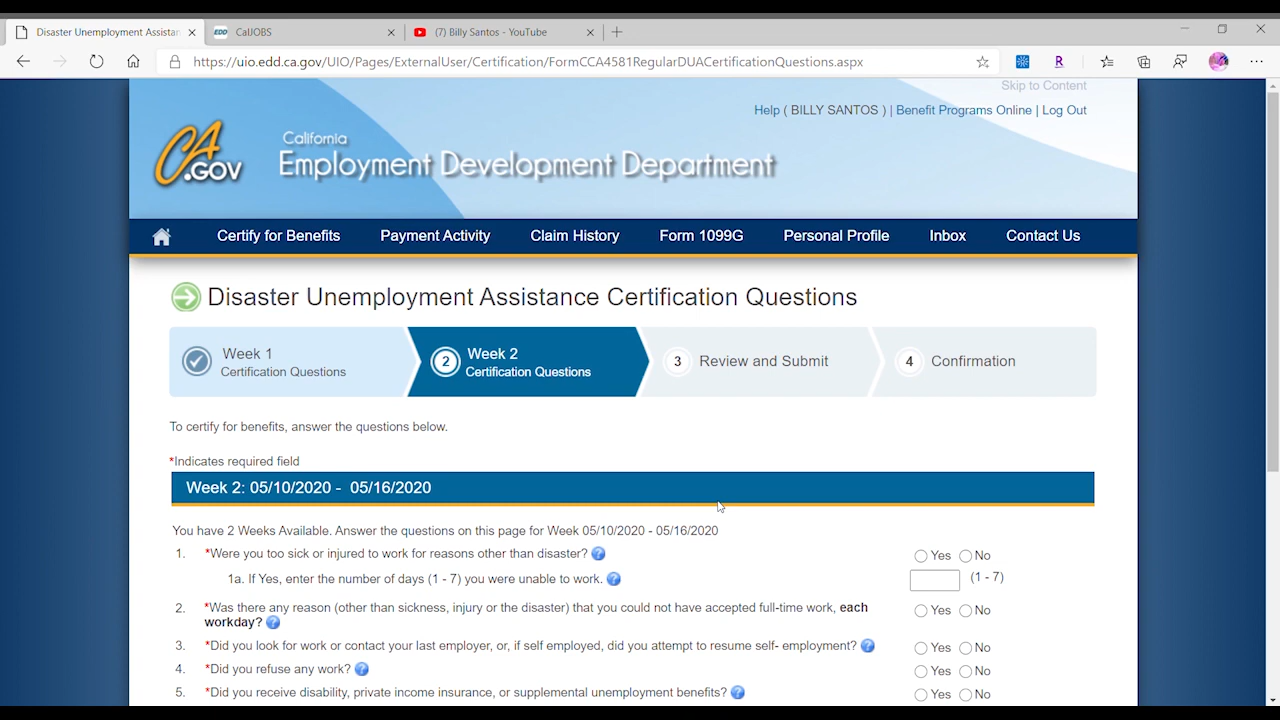 Disaster Unemployment Assistan
EDD CalJOBS
(7) Billy Santos - YouTube
https://uio.edd.ca.gov/UIO/Pages/ExternalUser/Certification/FormCCA4581RegularDUACertificationQuestions.aspx
R
Skip to Content
Help ( BILLY SANTOS ) | Benefit Programs Online | Log Out
CA.GOV
California
Employment Development Department
Certify for Benefits Payment Activity Claim History Form 1099G Personal Profile Inbox Contact Us
Disaster Unemployment Assistance Certification Questions
Week 1
Certification Questions
2 Week 2
Certification Questions
3 Review and Submit
4 Confirmation
To certify for benefits, answer the questions below.
*Indicates required field
Week 2: 05/10/2020 - 05/16/2020
You have 2 Weeks Available. Answer the questions on this page for Week 05/10/2020 - 05/16/2020
1. *Were you too sick or injured to work for reasons other than disaster? ? Yes No
1a. If Yes, enter the number of days (1 - 7) you were unable to work. ? (1 - 7)
2. *Was there any reason (other than sickness, injury or the disaster) that you could not have accepted full-time work, each
workday? ? Yes No
3. *Did you look for work or contact your last employer, or, if self employed, did you attempt to resume self- employment? ? Yes No
4. *Did you refuse any work? ? Yes No
5. *Did you receive disability, private income insurance, or supplemental unemployment benefits? ? Yes No